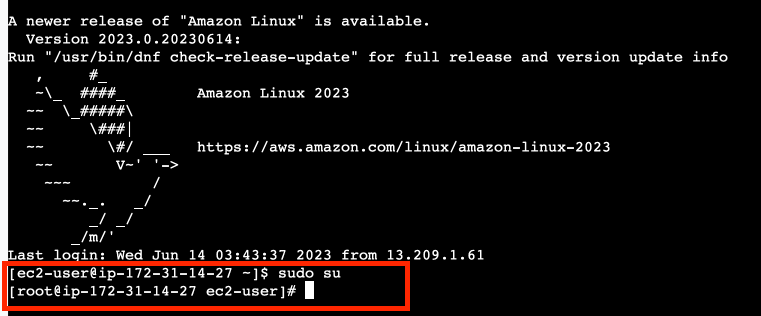 A newer release of "Amazon Linux" is available.
  Version 2023.0.20230614:
Run "/usr/bin/dnf check-release-update" for full release and version update info
   ,     #_
   ~\_  ####_        Amazon Linux 2023
  ~~  \_#####\
  ~~     \###|
  ~~       \#/ ___   https://aws.amazon.com/linux/amazon-linux-2023
   ~~       V~' '->
    ~~~         /
      ~~._.   _/
         _/ _/
       _/m/'
Last login: Wed Jun 14 03:43:37 2023 from 13.209.1.61
[ec2-user@ip-172-31-14-27 ~]$ sudo su
[root@ip-172-31-14-27 ec2-user]#